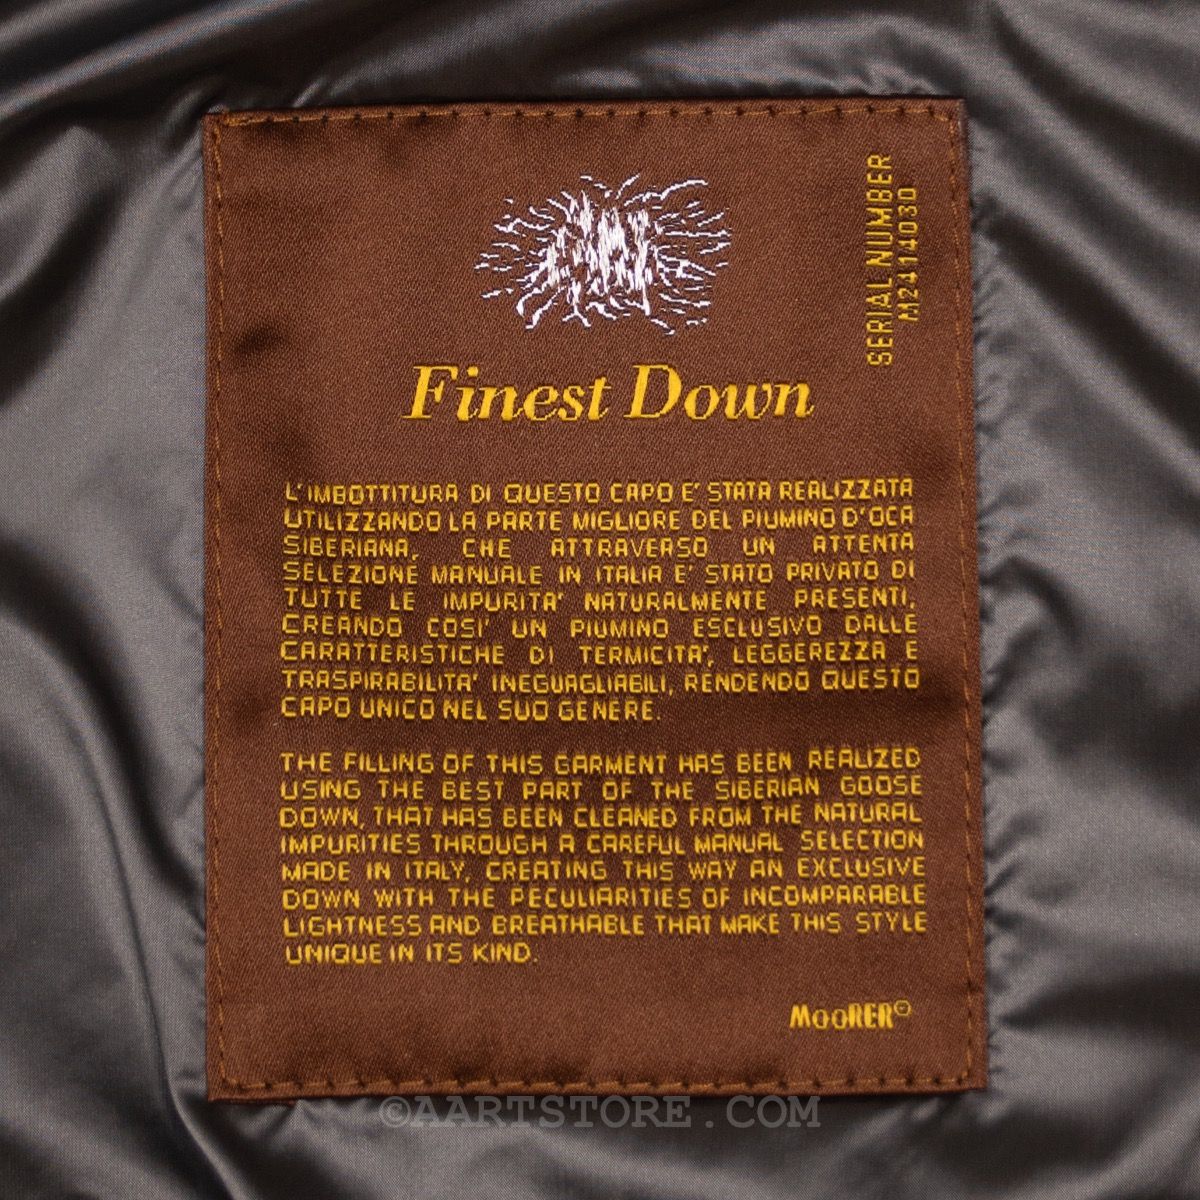 SERIAL NUMBER
M2414030
Finest Down
L'IMBOTTITURA DI QUESTO CAPO E' STATA REALIZZATA
UTILIZZANDO LA PARTE MIGLIORE DEL PIUMINO D'OCA
SIBERIANA, CHE ATTRAVERSO UN ATTENTA
SELEZIONE MANUALE IN ITALIA E' STATO PRIVATO DI
TUTTE LE IMPURITA' NATURALMENTE PRESENTI,
CREANDO COSI' UN PIUMINO ESCLUSIVO DALLE
CARATTERISTICHE DI TERMICITA', LEGGEREZZA E
TRASPIRABILITA' INEGUAGLIABILI, RENDENDO QUESTO
CAPO UNICO NEL SUO GENERE.
THE FILLING OF THIS GARMENT HAS BEEN REALIZED
USING THE BEST PART OF THE SIBERIAN GOOSE
DOWN, THAT HAS BEEN CLEANED FROM THE NATURAL
IMPURITIES THROUGH A CAREFUL MANUAL SELECTION
MADE IN ITALY, CREATING THIS WAY AN EXCLUSIVE
DOWN WITH THE PECULIARITIES OF INCOMPARABLE
LIGHTNESS AND BREATHABLE THAT MAKE THIS STYLE
UNIQUE IN ITS KIND.
MooRER©
©AARTSTORE.COM